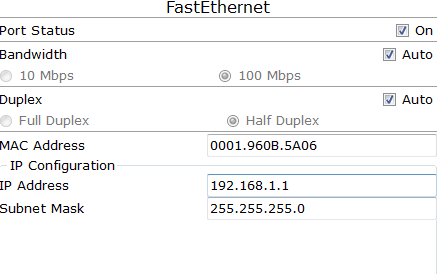 FastEthernet
Port Status On
Bandwidth Auto
10 Mbps 100 Mbps
Duplex Auto
Full Duplex Half Duplex
MAC Address 0001.960B.5A06
IP Configuration
IP Address 192.168.1.1
Subnet Mask 255.255.255.0